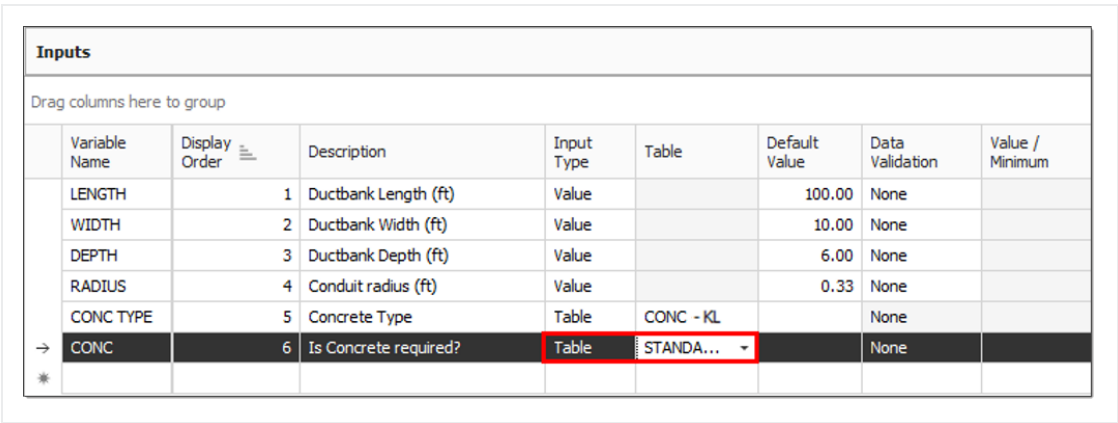 Inputs
Drag columns here to group
Variable Name Display Order Description Input Type Table Default Value Data Validation Value / Minimum
LENGTH 1 Ductbank Length (ft) Value 100.00 None
WIDTH 2 Ductbank Width (ft) Value 10.00 None
DEPTH 3 Ductbank Depth (ft) Value 6.00 None
RADIUS 4 Conduit radius (ft) Value 0.33 None
CONC TYPE 5 Concrete Type Table CONC - KL None
CONC 6 Is Concrete required? Table STANDA... None